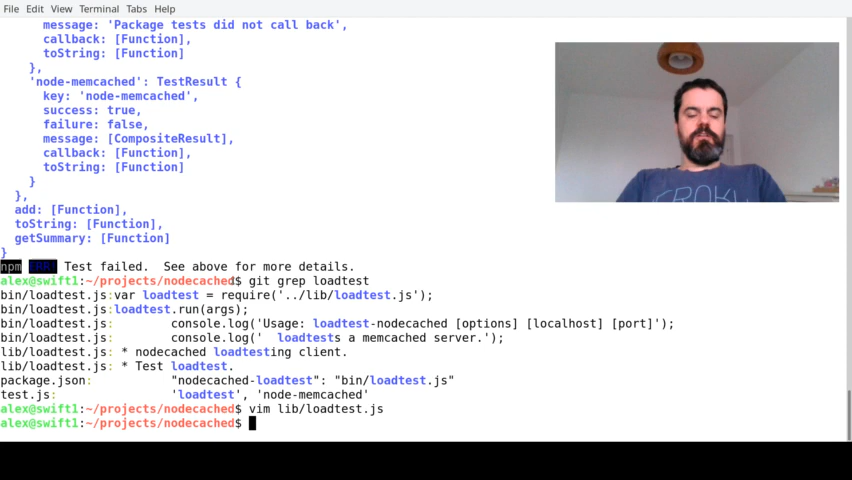 File Edit View Terminal Tabs Help
message: 'Package tests did not call back',
callback: [Function],
toString: [Function]
},
'node-memcached': TestResult {
key: 'node-memcached',
success: true,
failure: false,
message: [CompositeResult],
callback: [Function],
toString: [Function]
}
},
add: [Function],
toString: [Function],
getSummary: [Function]
}
npm ERR! Test failed.  See above for more details.
alex@swift1:~/projects/nodecached$ git grep loadtest
bin/loadtest.js:var loadtest = require('../lib/loadtest.js');
bin/loadtest.js:loadtest.run(args);
bin/loadtest.js:        console.log('Usage: loadtest-nodecached [options] [localhost] [port]');
bin/loadtest.js:        console.log('  loadtests a memcached server.');
lib/loadtest.js: * nodecached loadtesting client.
lib/loadtest.js: * Test loadtest.
package.json:        "nodecached-loadtest": "bin/loadtest.js"
test.js:        'loadtest', 'node-memcached'
alex@swift1:~/projects/nodecached$ vim lib/loadtest.js
alex@swift1:~/projects/nodecached$